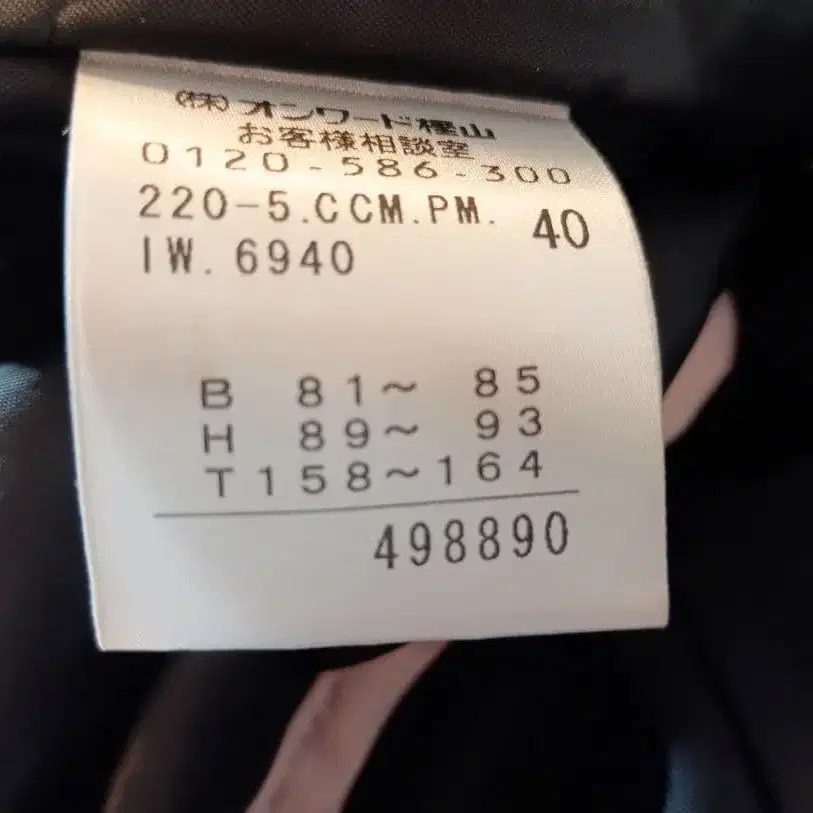 (株)オンワード樫山
お客様相談室
0120-586-300
220-5.CCM.PM. 40
IW.6940
B 81～ 85
H 89～ 93
T158～164
498890